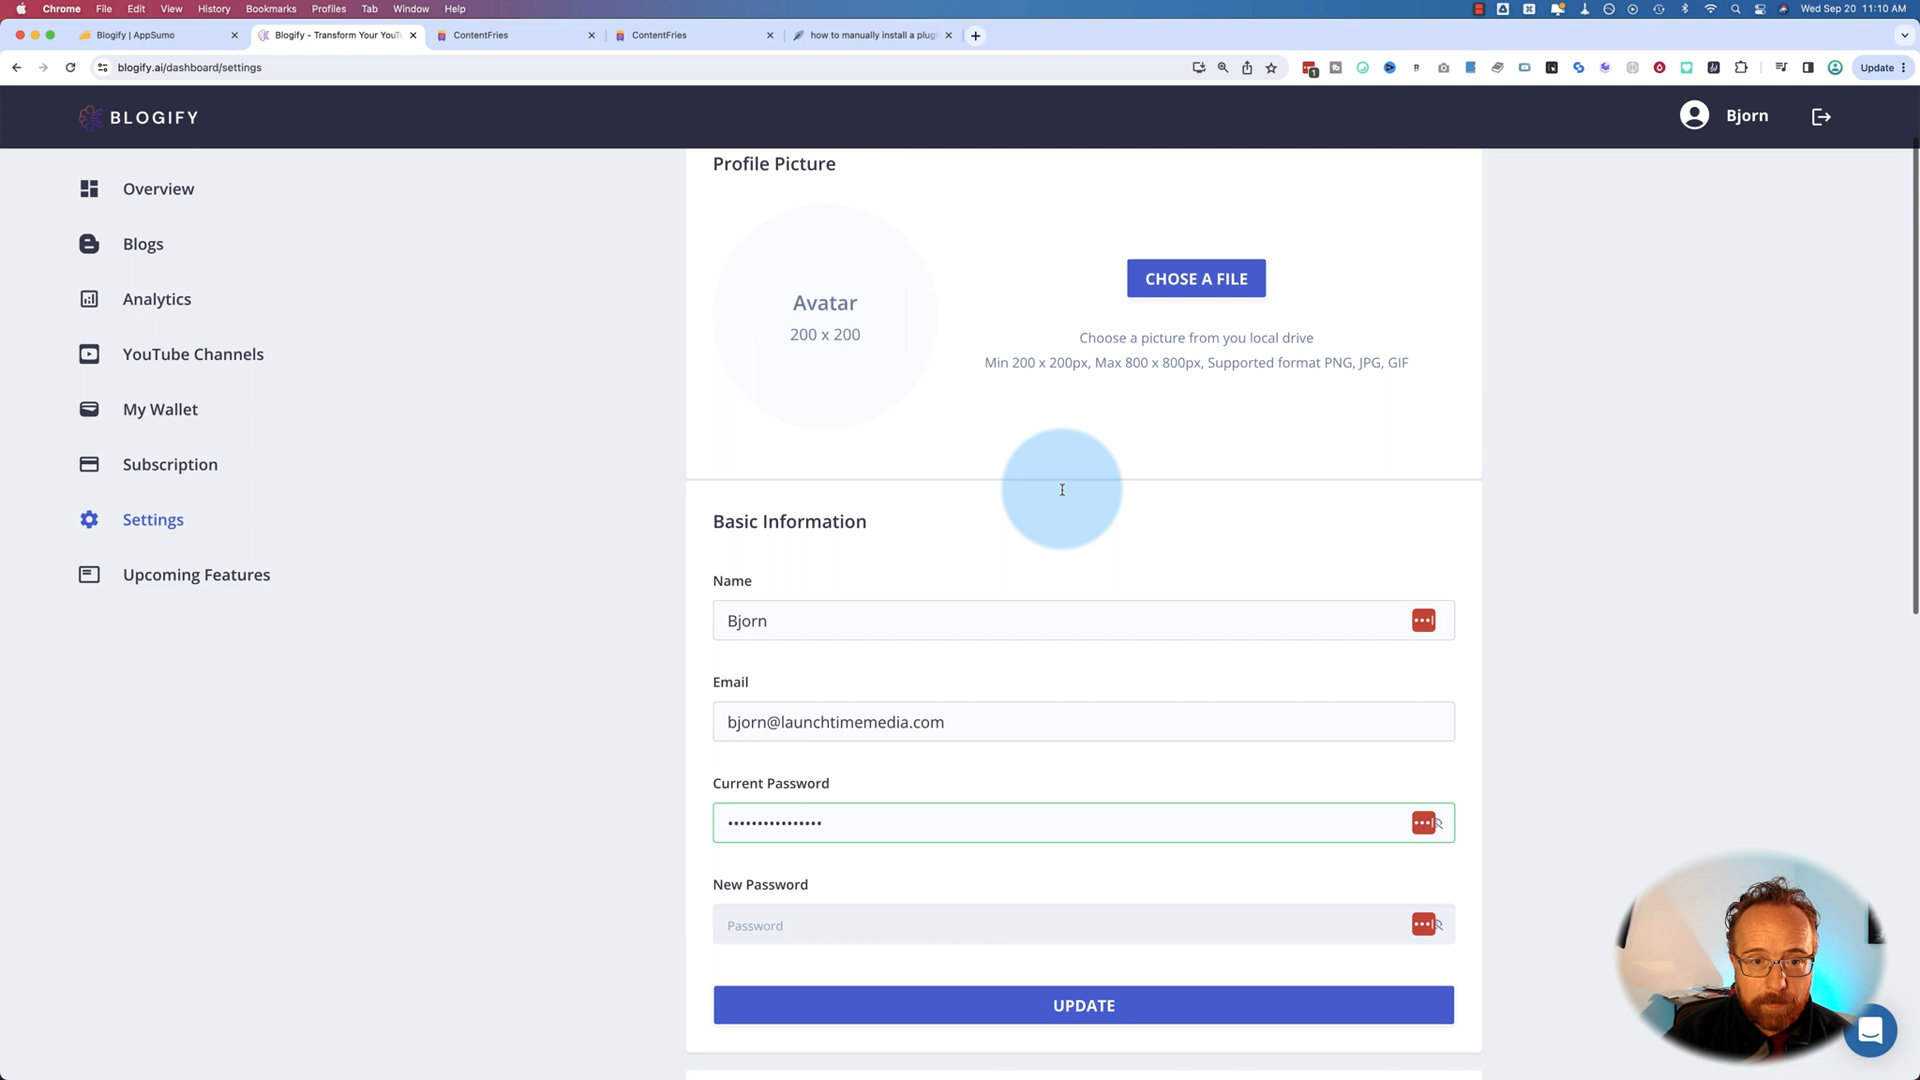 Chrome File Edit View History Bookmarks Profiles Tab Window Help Wed Sep 20 11:10 AM
Blogify | AppSumo Blogify - Transform Your YouTu ContentFries ContentFries how to manually install a plugi
blogify.ai/dashboard/settings Update
BLOGIFY Bjorn
Overview
Blogs
Analytics
YouTube Channels
My Wallet
Subscription
Settings
Upcoming Features
Profile Picture
Avatar
200 x 200
CHOSE A FILE
Choose a picture from you local drive
Min 200 x 200px, Max 800 x 800px, Supported format PNG, JPG, GIF
Basic Information
Name
Bjorn
Email
bjorn@launchtimemedia.com
Current Password
••••••••••••••••
New Password
Password
UPDATE